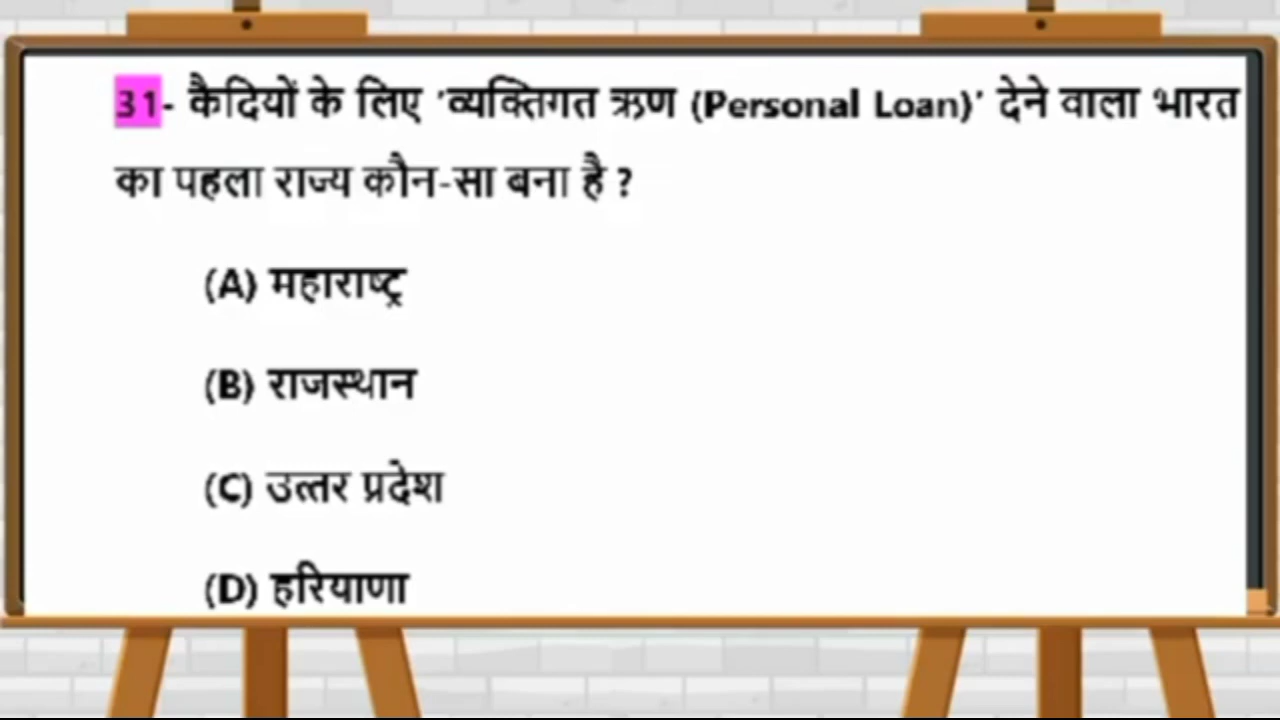 31- कैदियों के लिए 'व्यक्तिगत ऋण (Personal Loan)' देने वाला भारत
का पहला राज्य कौन-सा बना है ?
(A) महाराष्ट्र
(B) राजस्थान
(C) उत्तर प्रदेश
(D) हरियाणा